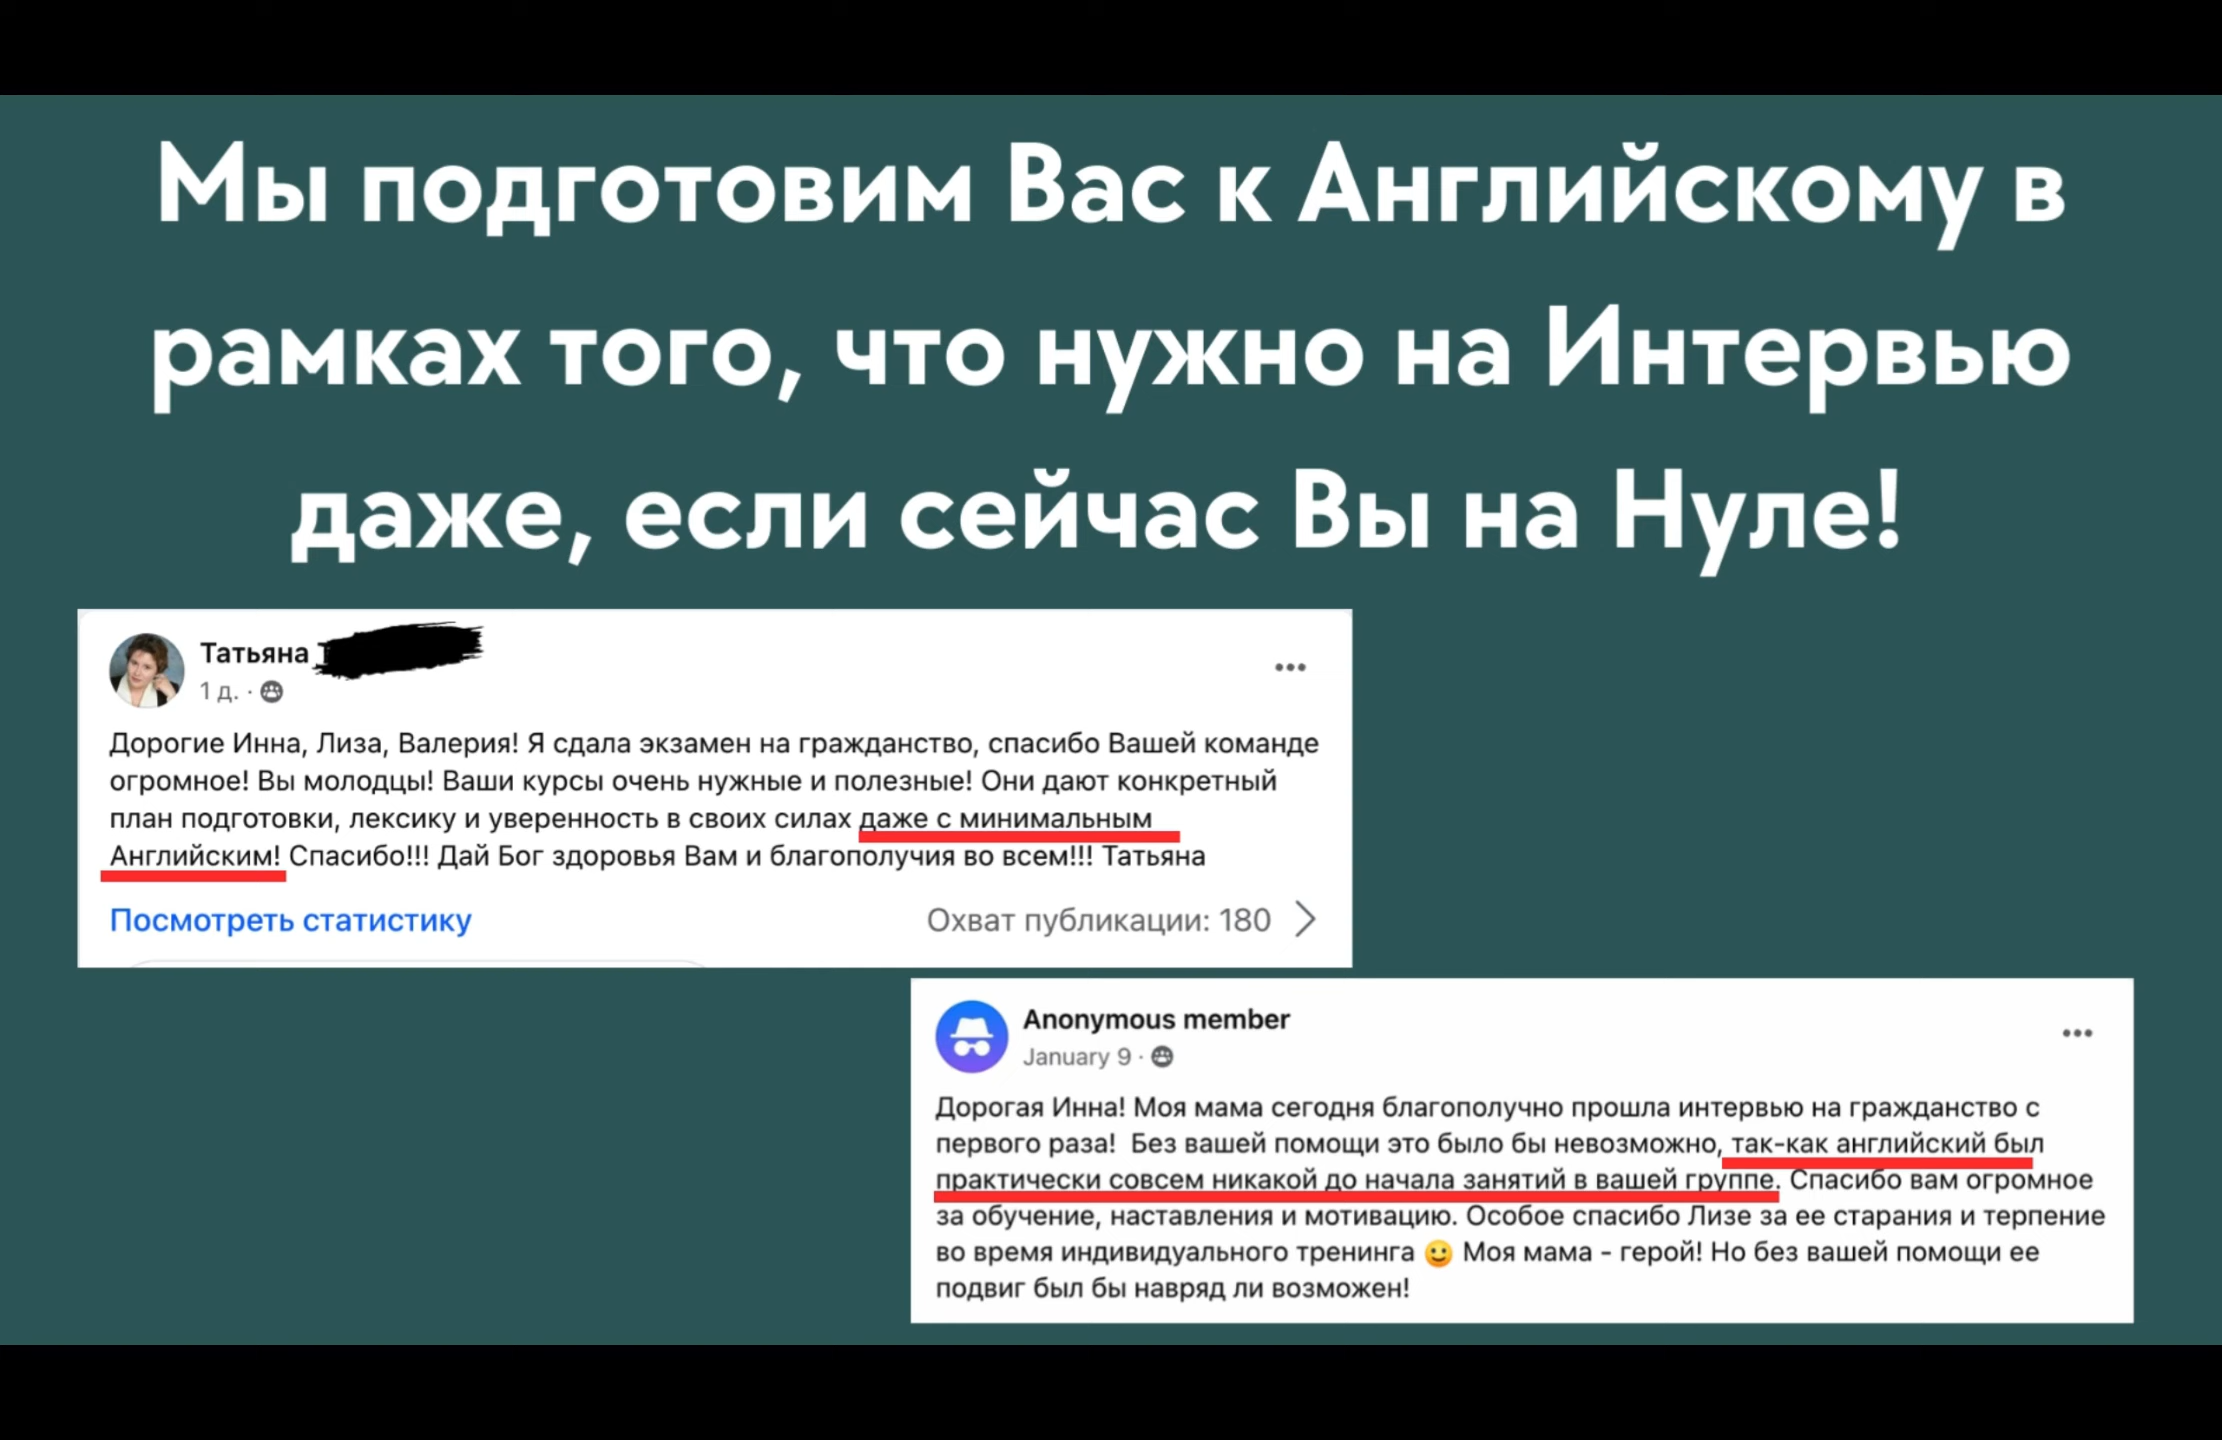 Мы подготовим Вас к Английскому в
рамках того, что нужно на Интервью
даже, если сейчас Вы на Нуле!
Татьяна
1 д. ·
Дорогие Инна, Лиза, Валерия! Я сдала экзамен на гражданство, спасибо Вашей команде
огромное! Вы молодцы! Ваши курсы очень нужные и полезные! Они дают конкретный
план подготовки, лексику и уверенность в своих силах даже с минимальным
Английским! Спасибо!!! Дай Бог здоровья Вам и благополучия во всем!!! Татьяна
Посмотреть статистику
Охват публикации: 180
Anonymous member
January 9 ·
Дорогая Инна! Моя мама сегодня благополучно прошла интервью на гражданство с
первого раза! Без вашей помощи это было бы невозможно, так-как английский был
практически совсем никакой до начала занятий в вашей группе. Спасибо вам огромное
за обучение, наставления и мотивацию. Особое спасибо Лизе за ее старания и терпение
во время индивидуального тренинга 🙂 Моя мама - герой! Но без вашей помощи ее
подвиг был бы навряд ли возможен!